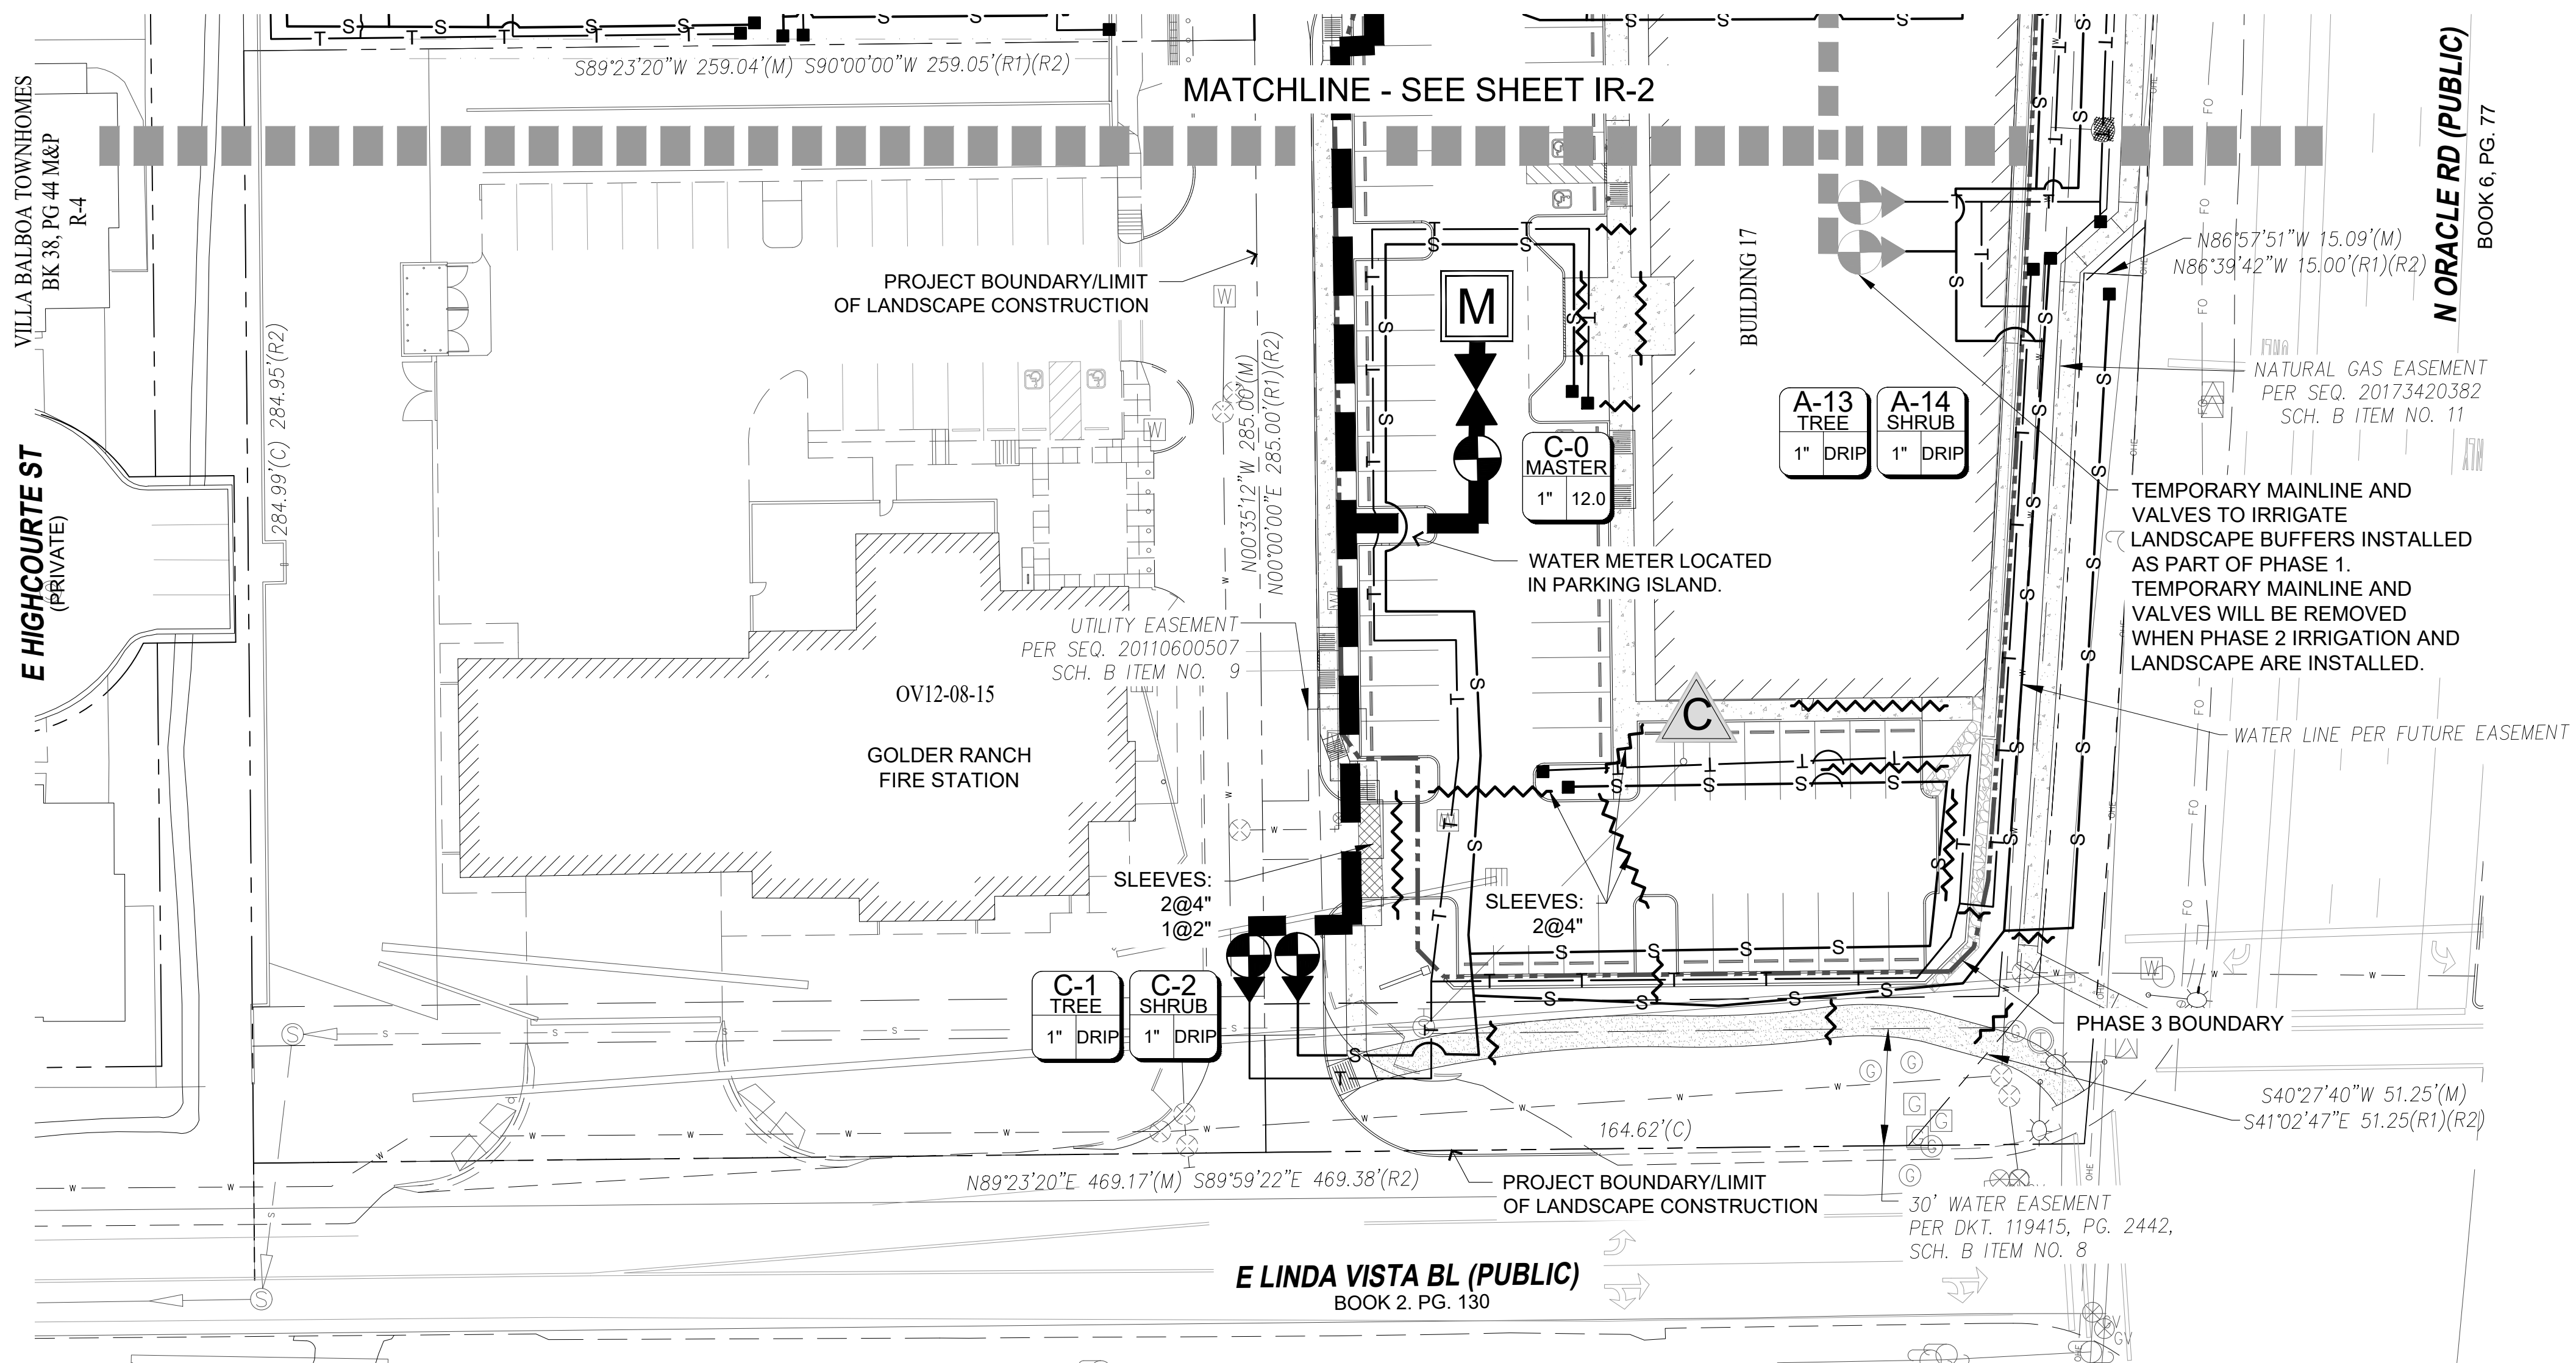 S89°23'20"W 259.04'(M) S90°00'00"W 259.05'(R1)(R2)
MATCHLINE - SEE SHEET IR-2
VILLA BALBOA TOWNHOMES
BK 38, PG 44 M&P
R-4
N ORACLE RD (PUBLIC)
BOOK 6, PG. 77
PROJECT BOUNDARY/LIMIT
OF LANDSCAPE CONSTRUCTION
284.99'(C) 284.95'(R2)
N00°35'12"W 285.00'(M)
N00°00'00"E 285.00'(R1)(R2)
M
BUILDING 17
N86°57'51"W 15.09'(M)
N86°39'42"W 15.00'(R1)(R2)
NATURAL GAS EASEMENT
PER SEQ. 20173420382
SCH. B ITEM NO. 11
A-13
TREE
1" DRIP
A-14
SHRUB
1" DRIP
C-0
MASTER
1" 12.0
E HIGHCOURTE ST
(PRIVATE)
TEMPORARY MAINLINE AND
VALVES TO IRRIGATE
LANDSCAPE BUFFERS INSTALLED
AS PART OF PHASE 1.
TEMPORARY MAINLINE AND
VALVES WILL BE REMOVED
WHEN PHASE 2 IRRIGATION AND
LANDSCAPE ARE INSTALLED.
WATER METER LOCATED
IN PARKING ISLAND.
UTILITY EASEMENT
PER SEQ. 20110600507
SCH. B ITEM NO. 9
OV12-08-15
GOLDER RANCH
FIRE STATION
C
WATER LINE PER FUTURE EASEMENT
SLEEVES:
2@4"
1@2"
SLEEVES:
2@4"
C-1
TREE
1" DRIP
C-2
SHRUB
1" DRIP
PHASE 3 BOUNDARY
S40°27'40"W 51.25'(M)
S41°02'47"E 51.25(R1)(R2)
164.62'(C)
N89°23'20"E 469.17'(M) S89°59'22"E 469.38'(R2)
PROJECT BOUNDARY/LIMIT
OF LANDSCAPE CONSTRUCTION
30' WATER EASEMENT
PER DKT. 119415, PG. 2442,
SCH. B ITEM NO. 8
E LINDA VISTA BL (PUBLIC)
BOOK 2. PG. 130